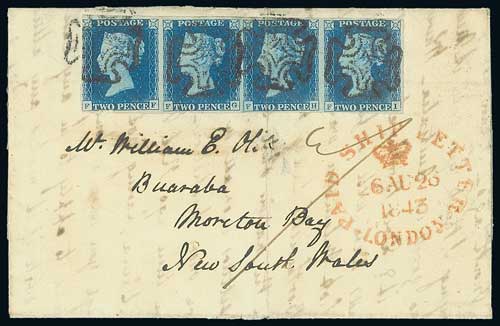 POSTAGE POSTAGE POSTAGE POSTAGE
F TWO PENCE F F TWO PENCE G F TWO PENCE H F TWO PENCE I
Mr. William E. H.
Buaraba
Moreton Bay
New South Wales
PAID SHIP LETTER
26 AU 26
1843
LONDON